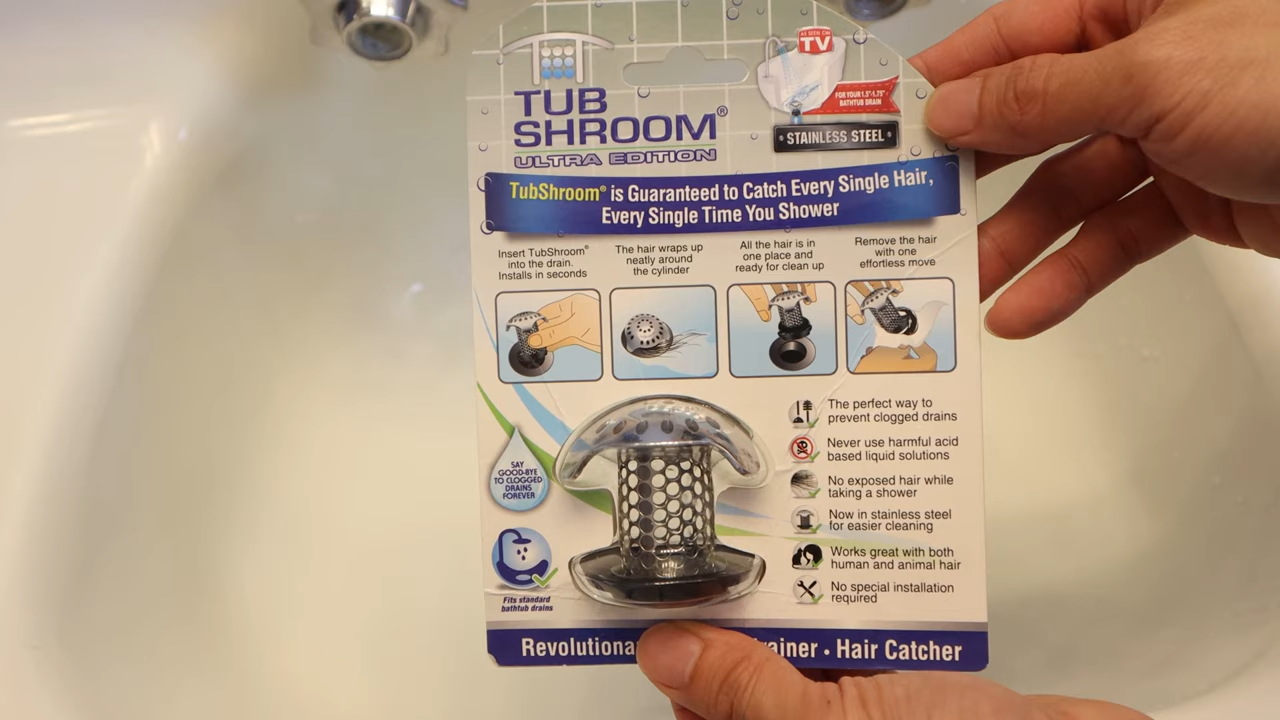 AS SEEN ON
TV
TUB
SHROOM®
ULTRA EDITION
FOR YOUR 1.5"-1.75"
BATHTUB DRAIN
STAINLESS STEEL
TubShroom® is Guaranteed to Catch Every Single Hair,
Every Single Time You Shower
Insert TubShroom®
into the drain.
Installs in seconds
The hair wraps up
neatly around
the cylinder
All the hair is in
one place and
ready for clean up
Remove the hair
with one
effortless move
SAY
GOOD-BYE
TO CLOGGED
DRAINS
FOREVER
Fits standard
bathtub drains
The perfect way to
prevent clogged drains
Never use harmful acid
based liquid solutions
No exposed hair while
taking a shower
Now in stainless steel
for easier cleaning
Works great with both
human and animal hair
No special installation
required
Revolutiona rainer • Hair Catcher